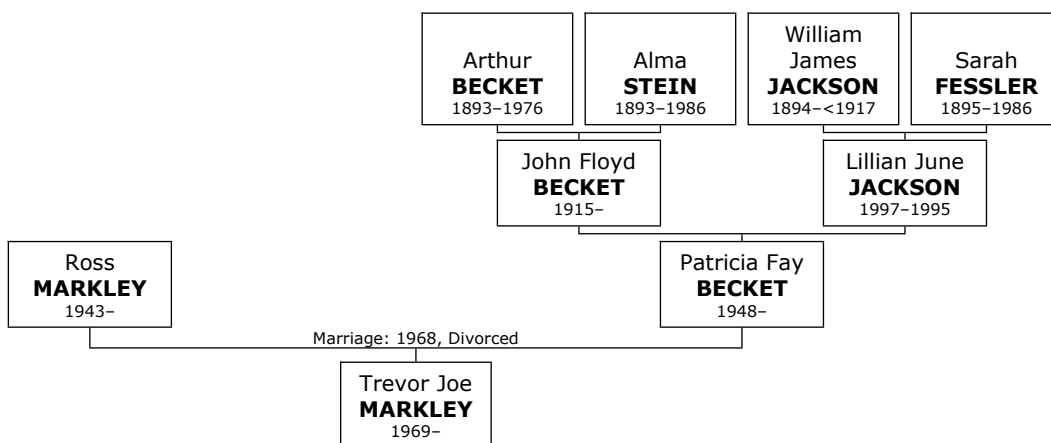 Arthur
BECKET
1893–1976
Alma
STEIN
1893–1986
William
James
JACKSON
1894–<1917
Sarah
FESSLER
1895–1986
John Floyd
BECKET
1915–
Lillian June
JACKSON
1997–1995
Ross
MARKLEY
1943–
Patricia Fay
BECKET
1948–
Marriage: 1968, Divorced
Trevor Joe
MARKLEY
1969–